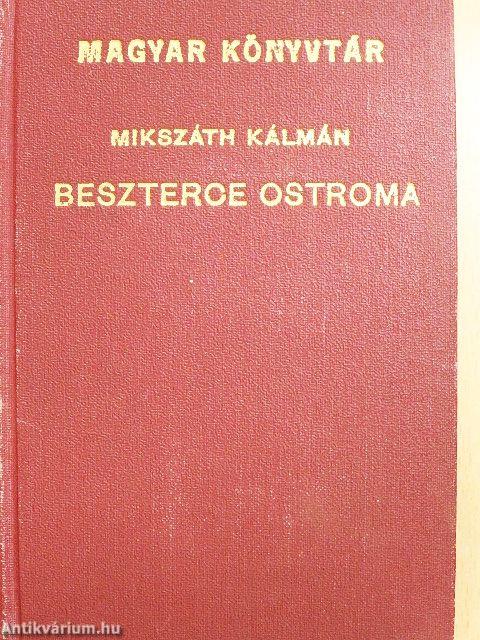 MAGYAR KÖNYVTÁR
MIKSZÁTH KÁLMÁN
BESZTERCE OSTROMA
Antikvárium.hu